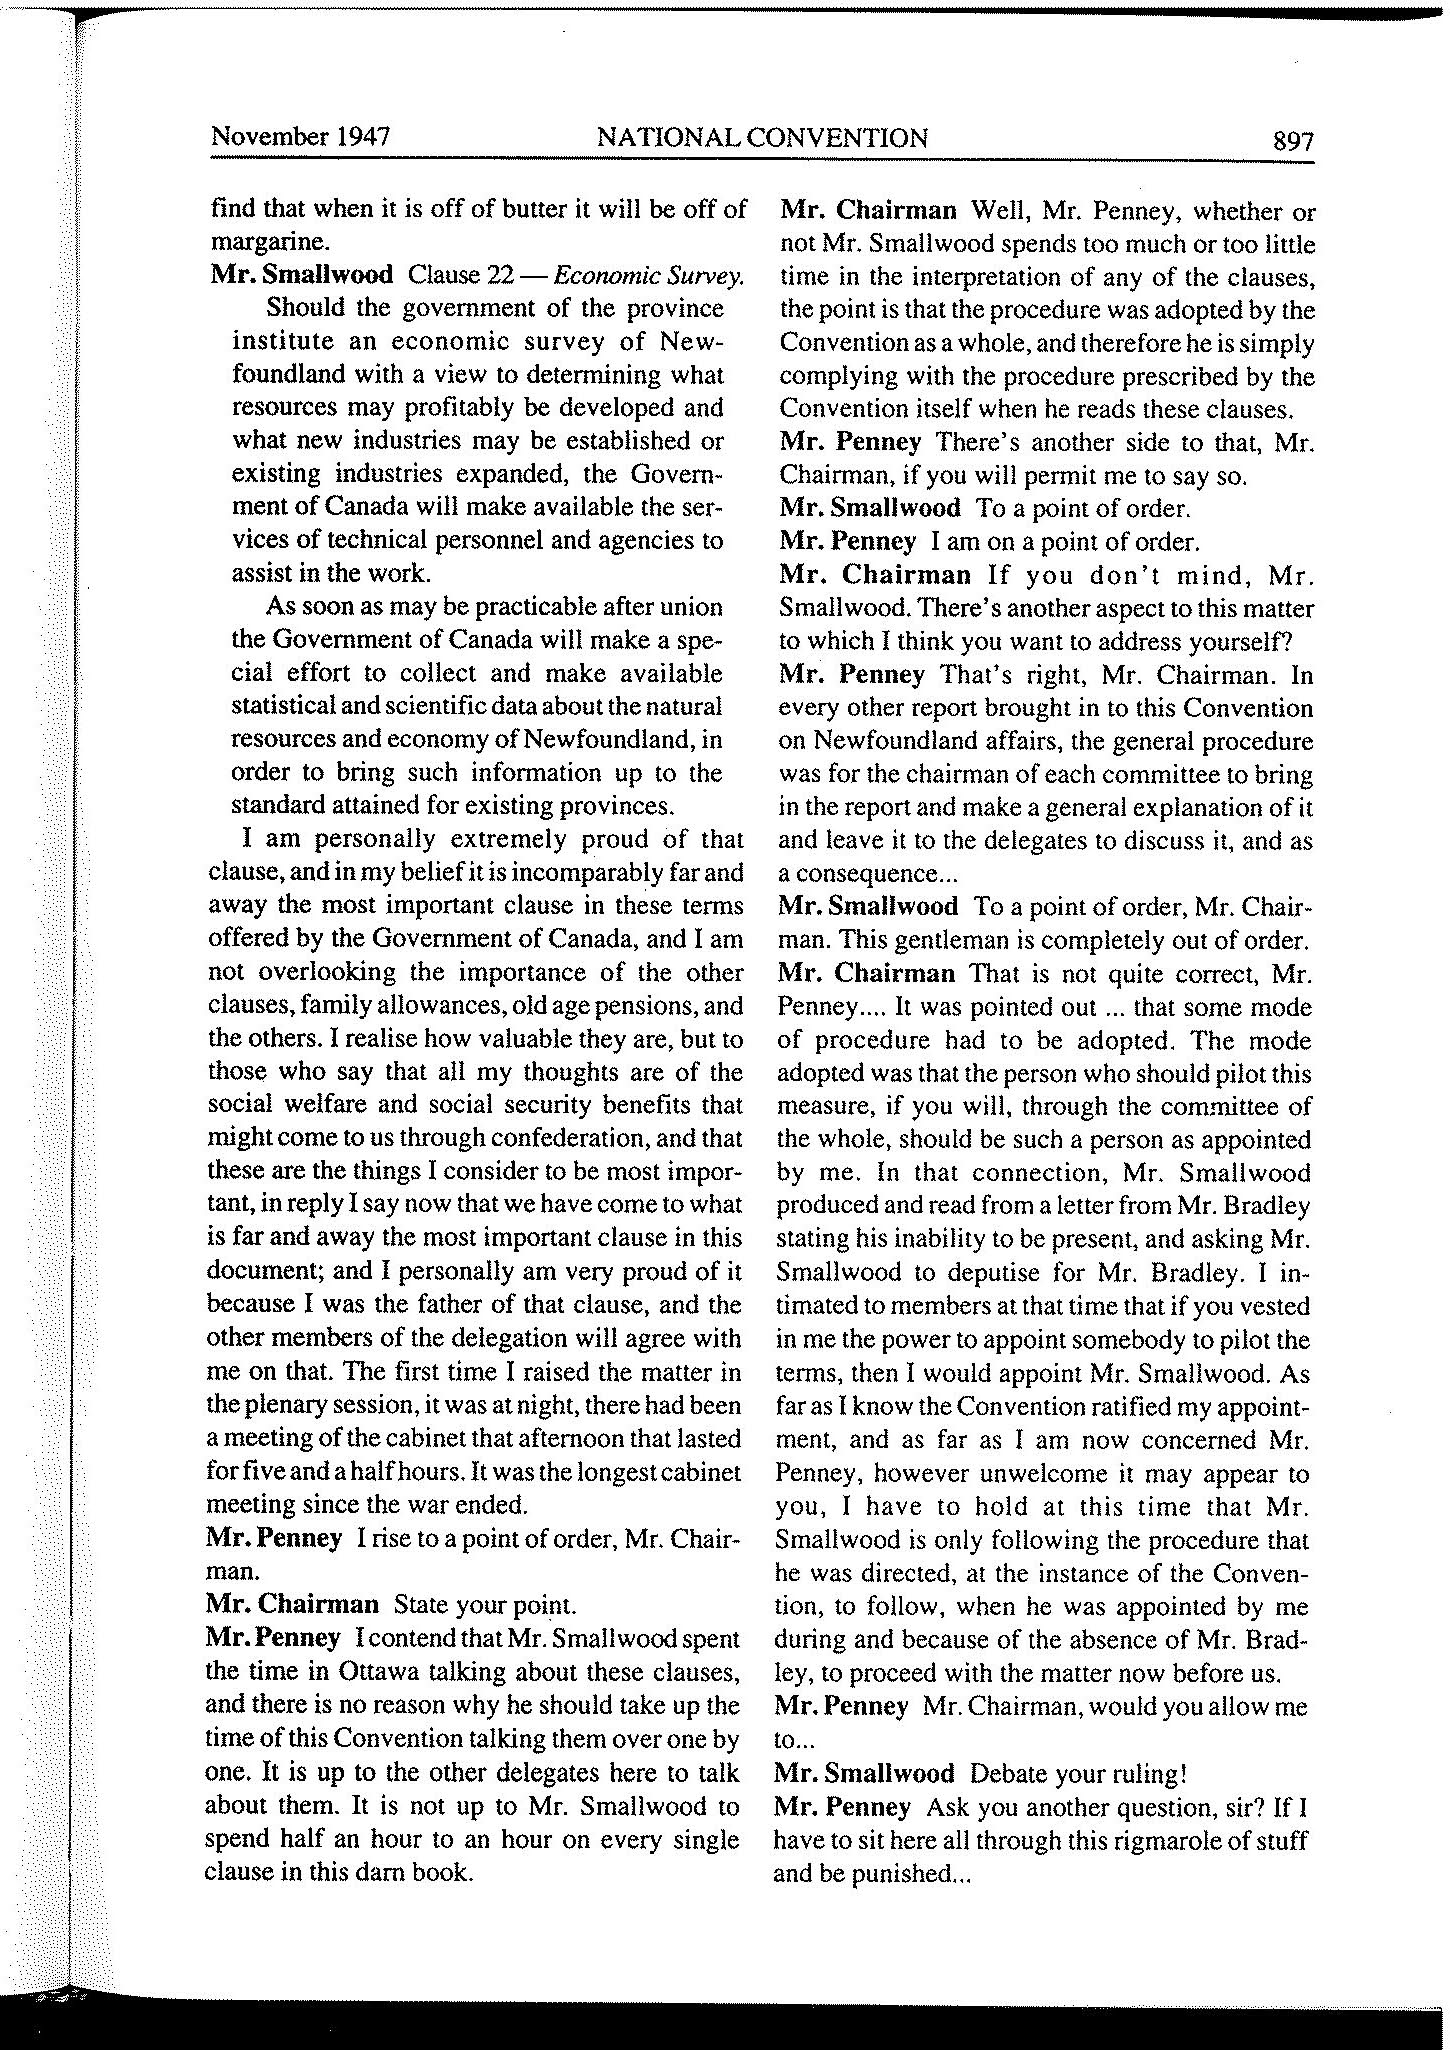 November 1947 NATIONAL CONVENTION 897
find that when it is off of butter it will be off of
margarine.
Mr. Smallwood Clause 22 — Economic Survey.
Should the government of the province
institute an economic survey of New-
foundland with a view to determining what
resources may profitably be developed and
what new industries may be established or
existing industries expanded, the Govern-
ment of Canada will make available the ser-
vices of technical personnel and agencies to
assist in the work.
As soon as may be practicable after union
the Government of Canada will make a spe-
cial effort to collect and make available
statistical and scientific data about the natural
resources and economy of Newfoundland, in
order to bring such information up to the
standard attained for existing provinces.
I am personally extremely proud of that
clause, and in my belief it is incomparably far and
away the most important clause in these terms
offered by the Government of Canada, and I am
not overlooking the importance of the other
clauses, family allowances, old age pensions, and
the others. I realise how valuable they are, but to
those who say that all my thoughts are of the
social welfare and social security benefits that
might come to us through confederation, and that
these are the things I consider to be most impor-
tant, in reply I say now that we have come to what
is far and away the most important clause in this
document; and I personally am very proud of it
because I was the father of that clause, and the
other members of the delegation will agree with
me on that. The first time I raised the matter in
the plenary session, it was at night, there had been
a meeting of the cabinet that afternoon that lasted
for five and a half hours. It was the longest cabinet
meeting since the war ended.
Mr. Penney I rise to a point of order, Mr. Chair-
man.
Mr. Chairman State your point.
Mr. Penney I contend that Mr. Smallwood spent
the time in Ottawa talking about these clauses,
and there is no reason why he should take up the
time of this Convention talking them over one by
one. It is up to the other delegates here to talk
about them. It is not up to Mr. Smallwood to
spend half an hour to an hour on every single
clause in this darn book.
Mr. Chairman Well, Mr. Penney, whether or
not Mr. Smallwood spends too much or too little
time in the interpretation of any of the clauses,
the point is that the procedure was adopted by the
Convention as a whole, and therefore he is simply
complying with the procedure prescribed by the
Convention itself when he reads these clauses.
Mr. Penney There's another side to that, Mr.
Chairman, if you will permit me to say so.
Mr. Smallwood To a point of order.
Mr. Penney I am on a point of order.
Mr. Chairman If you don't mind, Mr.
Smallwood. There's another aspect to this matter
to which I think you want to address yourself?
Mr. Penney That's right, Mr. Chairman. In
every other report brought in to this Convention
on Newfoundland affairs, the general procedure
was for the chairman of each committee to bring
in the report and make a general explanation of it
and leave it to the delegates to discuss it, and as
a consequence...
Mr. Smallwood To a point of order, Mr. Chair-
man. This gentleman is completely out of order.
Mr. Chairman That is not quite correct, Mr.
Penney.... It was pointed out ... that some mode
of procedure had to be adopted. The mode
adopted was that the person who should pilot this
measure, if you will, through the committee of
the whole, should be such a person as appointed
by me. In that connection, Mr. Smallwood
produced and read from a letter from Mr. Bradley
stating his inability to be present, and asking Mr.
Smallwood to deputise for Mr. Bradley. I in-
timated to members at that time that if you vested
in me the power to appoint somebody to pilot the
terms, then I would appoint Mr. Smallwood. As
far as I know the Convention ratified my appoint-
ment, and as far as I am now concerned Mr.
Penney, however unwelcome it may appear to
you, I have to hold at this time that Mr.
Smallwood is only following the procedure that
he was directed, at the instance of the Conven-
tion, to follow, when he was appointed by me
during and because of the absence of Mr. Brad-
ley, to proceed with the matter now before us.
Mr. Penney Mr. Chairman, would you allow me
to...
Mr. Smallwood Debate your ruling!
Mr. Penney Ask you another question, sir? If I
have to sit here all through this rigmarole of stuff
and be punished...